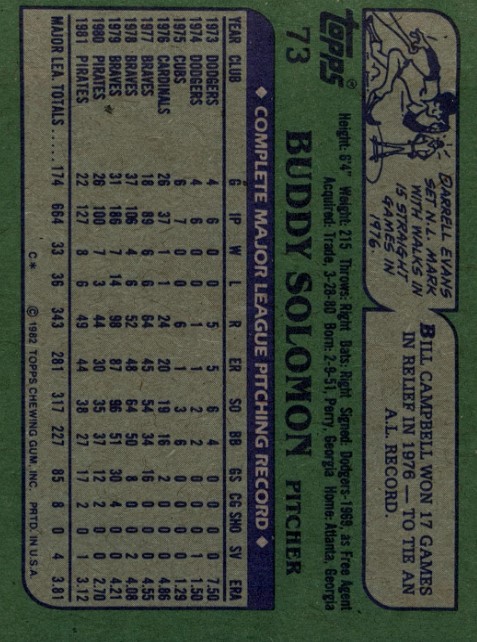 DARRELL EVANS
SET N.L. MARK
WITH WALKS IN
15 STRAIGHT
GAMES IN
1976.
BILL CAMPBELL WON 17 GAMES
IN RELIEF IN 1976 — TO TIE AN
A.L. RECORD.
TOPPS®
73
Height: 6'4" Weight: 215 Throws: Right Bats: Right Signed: Dodgers-1969, as Free Agent
Acquired: Trade, 3-28-80 Born: 2-9-51, Perry, Georgia Home: Atlanta, Georgia
BUDDY SOLOMON PITCHER
◆ COMPLETE MAJOR LEAGUE PITCHING RECORD ◆
YEAR CLUB G IP W L R ER SO BB GS CG SHO SV ERA
1973 DODGERS 4 6 0 0 5 5 6 4 0 0 0 0 7.50
1974 DODGERS 4 6 0 0 1 1 2 2 0 0 0 1 1.50
1975 CUBS 6 7 0 0 6 1 3 6 0 0 0 0 1.29
1976 CARDINALS 26 37 1 1 24 20 19 16 2 0 0 0 4.86
1977 BRAVES 18 89 6 6 64 45 54 34 16 0 0 0 4.55
1978 BRAVES 37 106 4 6 52 48 64 50 8 0 0 2 4.08
1979 BRAVES 31 186 7 14 98 87 96 51 30 4 0 0 4.21
1980 PIRATES 26 100 7 3 44 30 35 37 12 2 0 0 2.70
1981 PIRATES 22 127 8 6 49 44 38 27 17 2 0 1 3.12
MAJOR LEA. TOTALS..... 174 664 33 36 343 281 317 227 85 8 0 4 3.81
C* © 1982 TOPPS CHEWING GUM, INC. PRTD. IN U.S.A.